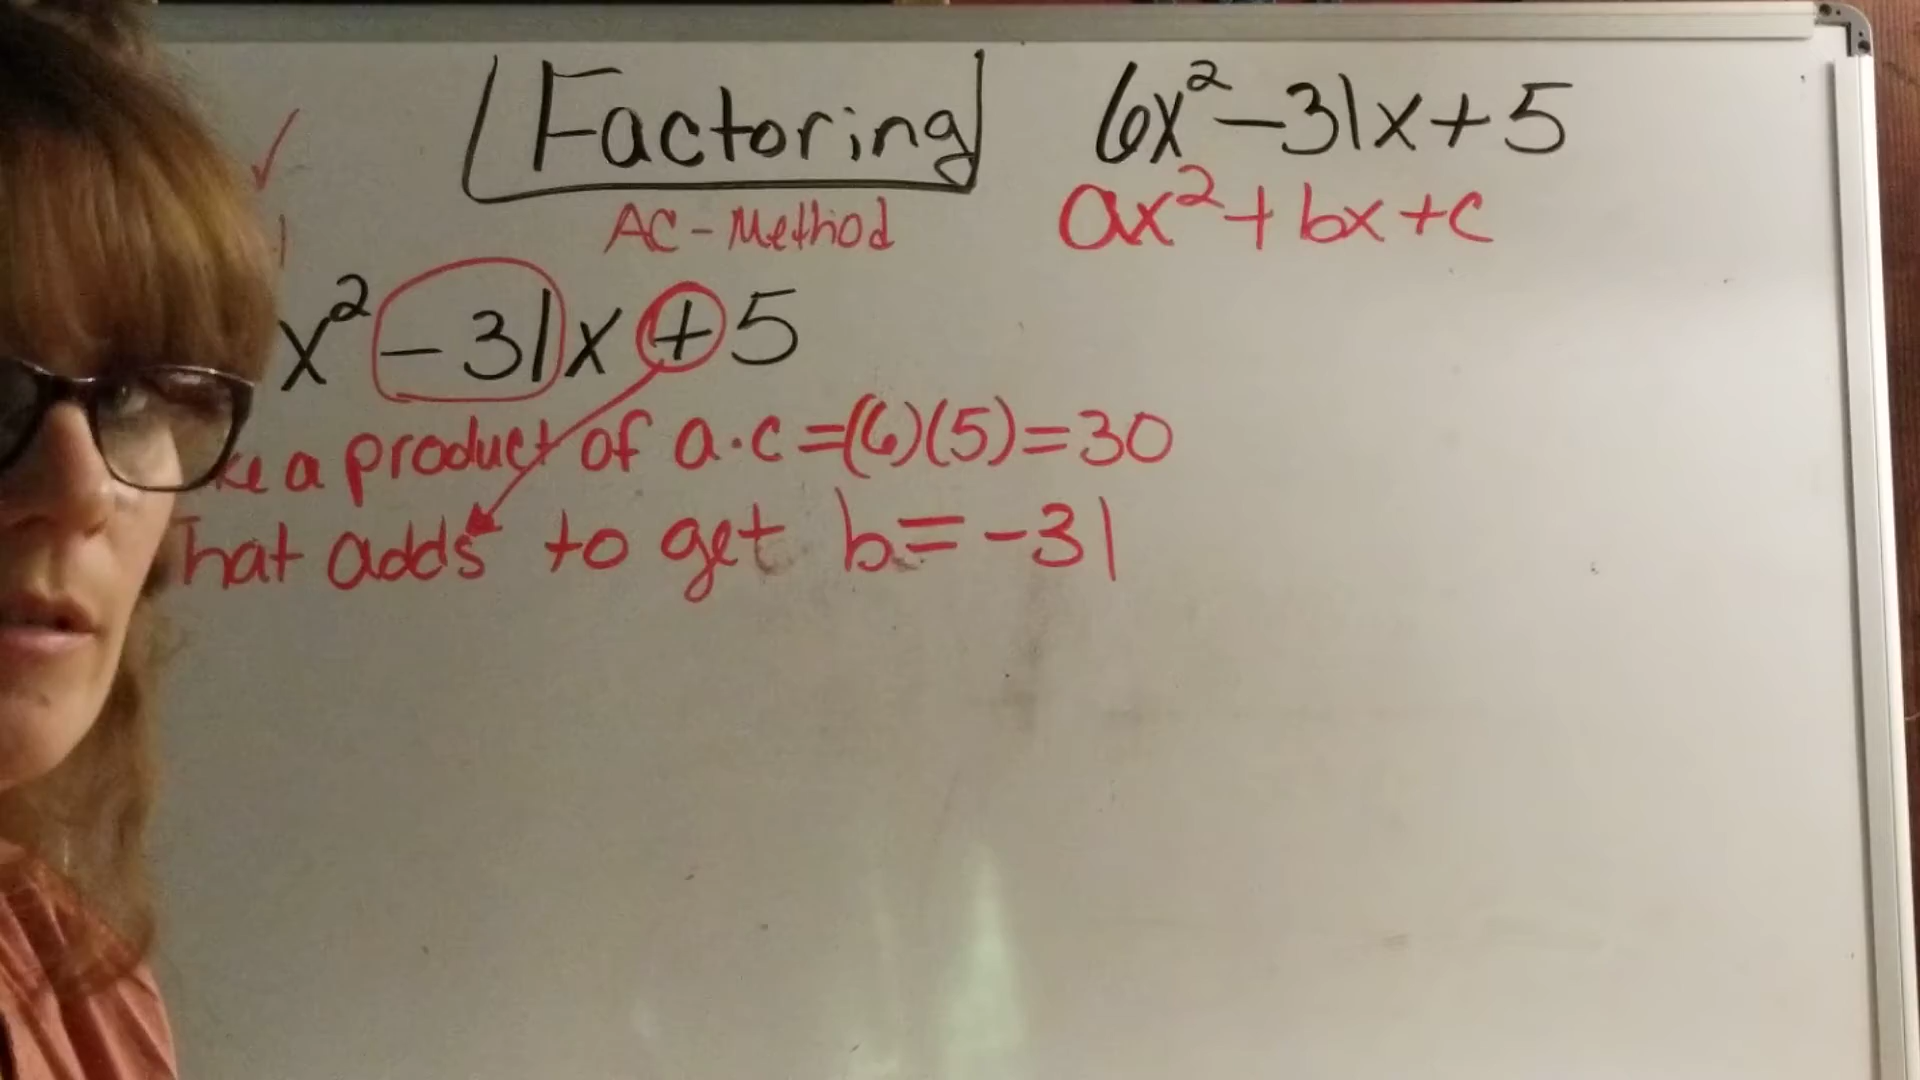 Factoring 6x² - 31x + 5
AC - Method ax² + bx + c
x² - 31x + 5
a product of a·c = (6)(5) = 30
That adds to get b = -31